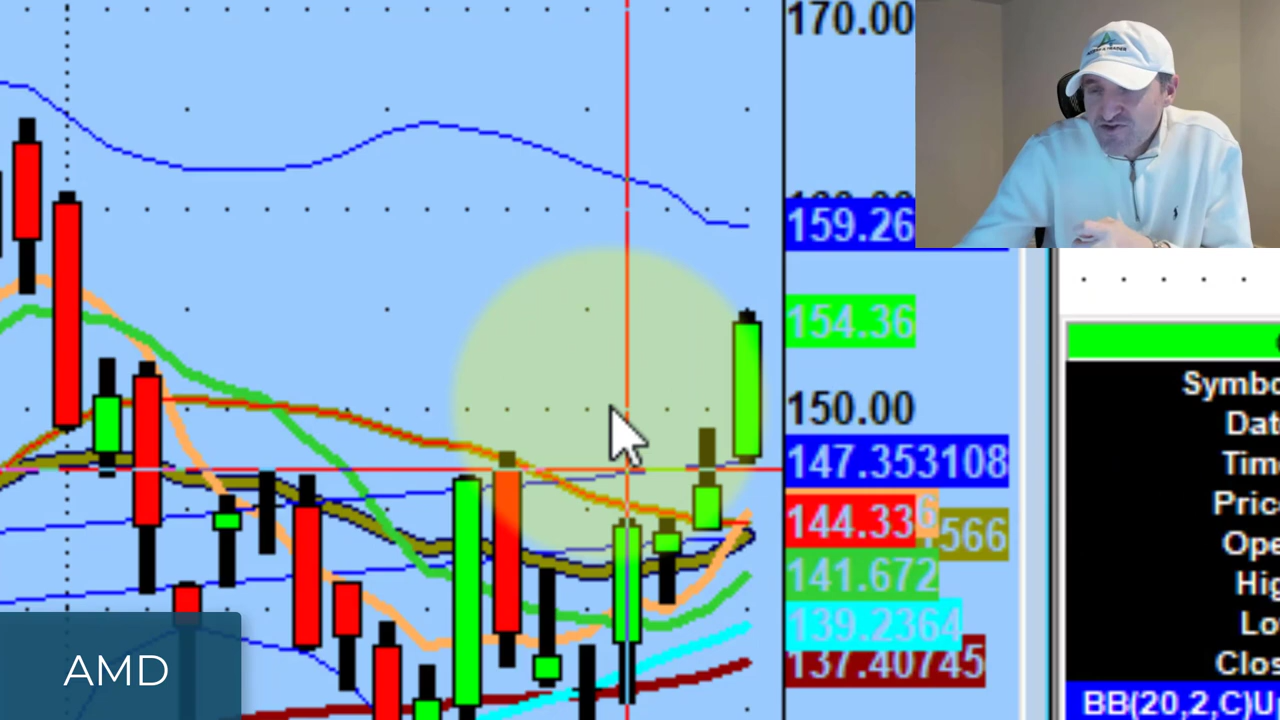 170.00
159.26
154.36
150.00
147.353108
144.336
566
141.672
139.2364
137.40745
Symbo
Dat
Tim
Pric
Ope
Hig
Lo
Clos
BB(20,2,C)U
AMD